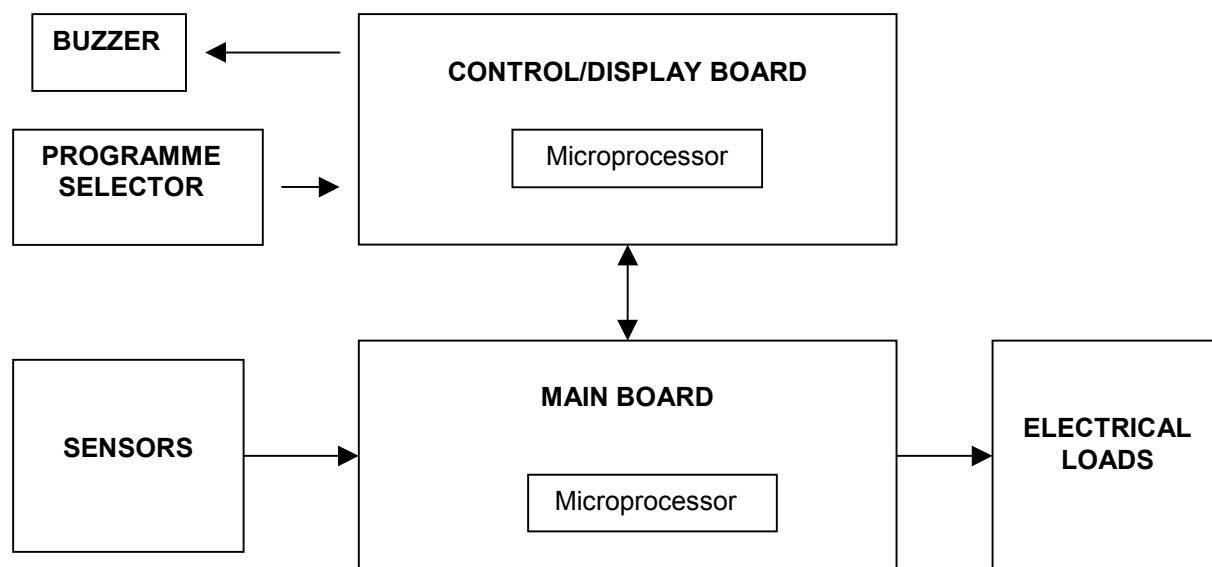 BUZZER
CONTROL/DISPLAY BOARD
PROGRAMME
SELECTOR
Microprocessor
SENSORS
MAIN BOARD
Microprocessor
ELECTRICAL
LOADS